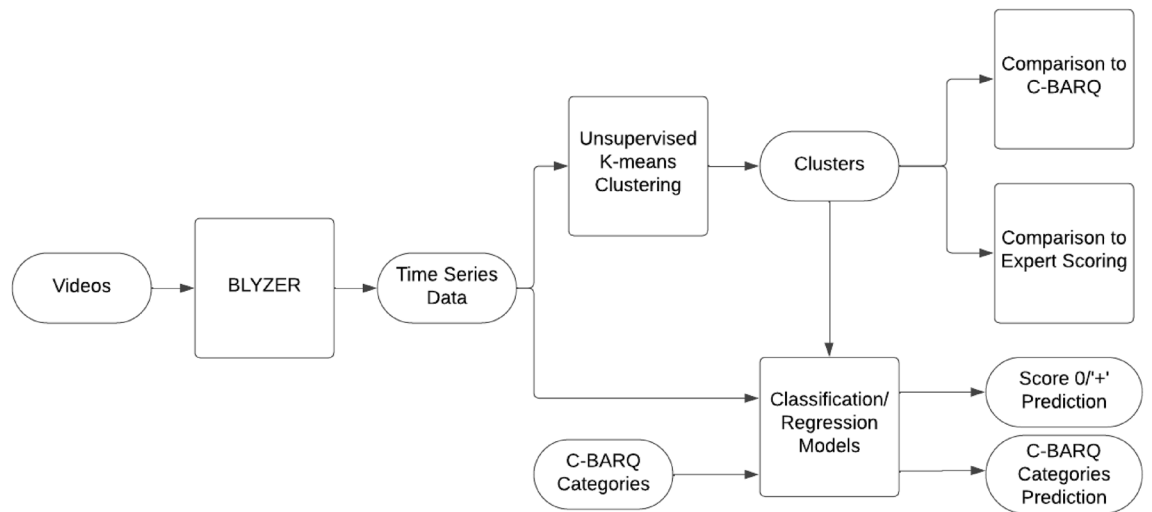 Videos
BLYZER
Time Series
Data
Unsupervised
K-means
Clustering
Clusters
Comparison to
C-BARQ
Comparison to
Expert Scoring
C-BARQ
Categories
Classification/
Regression
Models
Score 0/'+'
Prediction
C-BARQ
Categories
Prediction